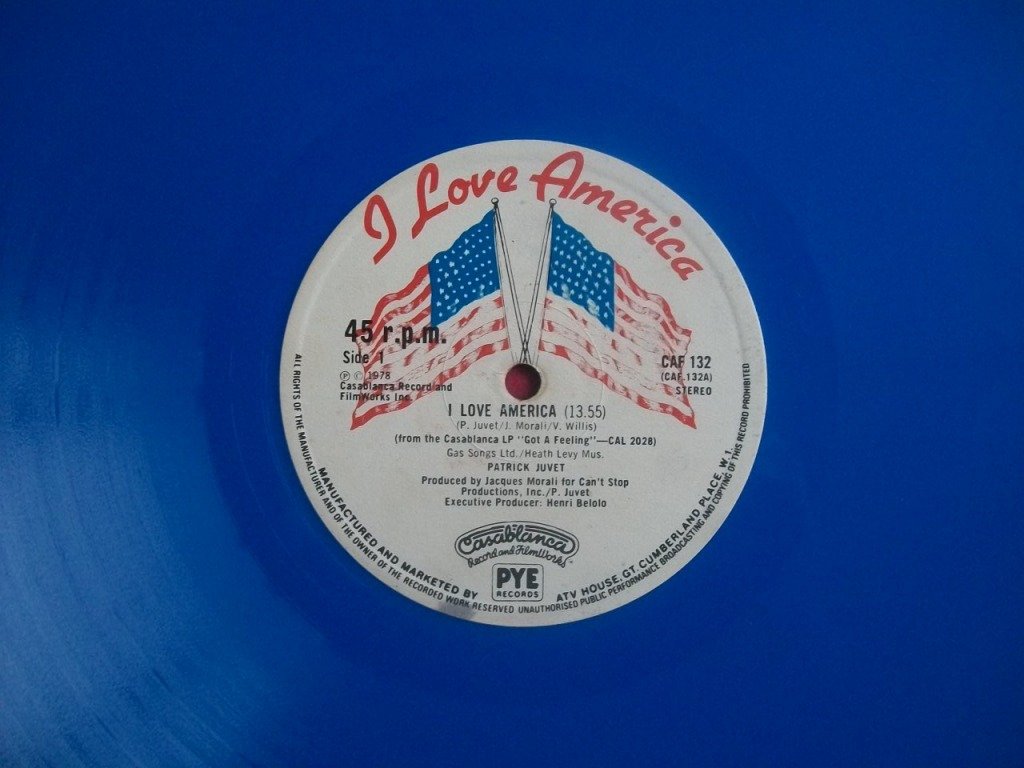 I Love America
45 r.p.m.
Side 1
Ⓟ © 1978
Casablanca Record and
FilmWorks Inc.
CAF 132
(CAF.132A)
STEREO
I LOVE AMERICA (13.55)
(P. Juvet/J. Morali/V. Willis)
(from the Casablanca LP "Got A Feeling"—CAL 2028)
Gas Songs Ltd./Heath Levy Mus.
PATRICK JUVET
Produced by Jacques Morali for Can't Stop
Productions, Inc./P. Juvet
Executive Producer: Henri Belolo
Casablanca
Record and FilmWorks
PYE
RECORDS
MANUFACTURED AND MARKETED BY
ATV HOUSE, GT. CUMBERLAND PLACE, W.1.
ALL RIGHTS OF THE MANUFACTURER AND OF THE OWNER OF THE RECORDED WORK RESERVED UNAUTHORISED PUBLIC PERFORMANCE BROADCASTING AND COPYING OF THIS RECORD PROHIBITED